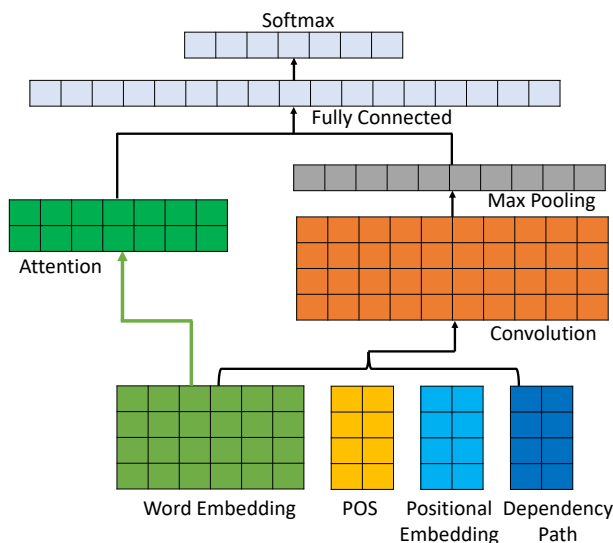 Softmax
Fully Connected
Max Pooling
Attention
Convolution
Word Embedding
POS
Positional
Embedding
Dependency
Path